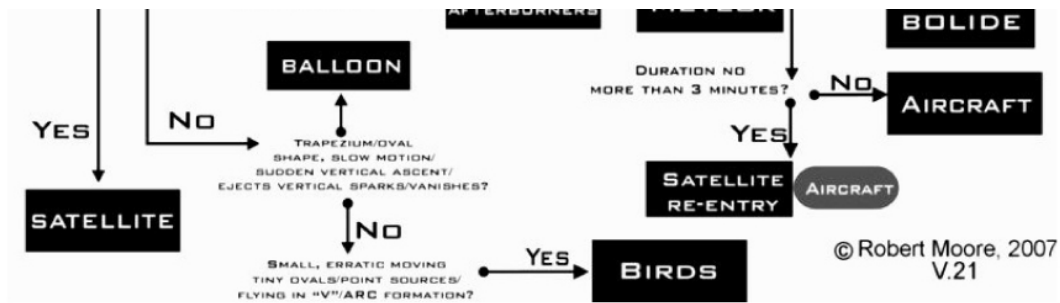 AFTERBURNERS
METEOR
BOLIDE
BALLOON
DURATION NO
MORE THAN 3 MINUTES?
NO
AIRCRAFT
YES
NO
YES
TRAPEZIUM/OVAL
SHAPE, SLOW MOTION/
SUDDEN VERTICAL ASCENT/
EJECTS VERTICAL SPARKS/VANISHES?
SATELLITE
RE-ENTRY
AIRCRAFT
SATELLITE
NO
SMALL, ERRATIC MOVING
TINY OVALS/POINT SOURCES/
FLYING IN "V"/ARC FORMATION?
YES
BIRDS
© Robert Moore, 2007
V.21